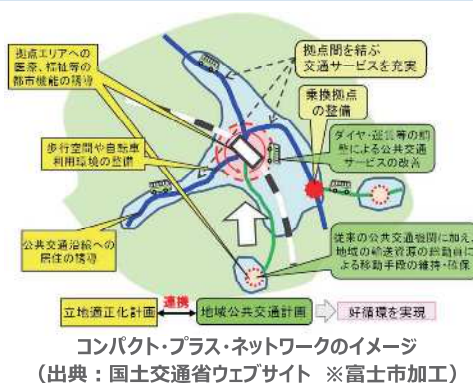 拠点エリアへの
医療、福祉等の
都市機能の誘導
拠点間を結ぶ
交通サービスを充実
乗換拠点
の整備
歩行空間や自転車
利用環境の整備
ダイヤ・運賃等の調
整による公共交通
サービスの改善
公共交通沿線への
居住の誘導
従来の公共交通機関に加え、
地域の輸送資源の総動員に
よる移動手段の維持・確保
立地適正化計画
連携
地域公共交通計画
好循環を実現
コンパクト・プラス・ネットワークのイメージ
(出典:国土交通省ウェブサイト ※富士市加工)